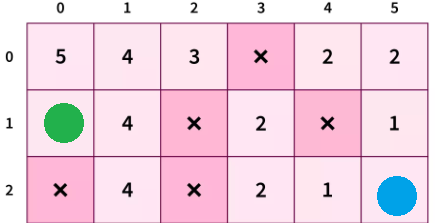 0 1 2 3 4 5
0 5 4 3 × 2 2
1 4 × 2 × 1
2 × 4 × 2 1